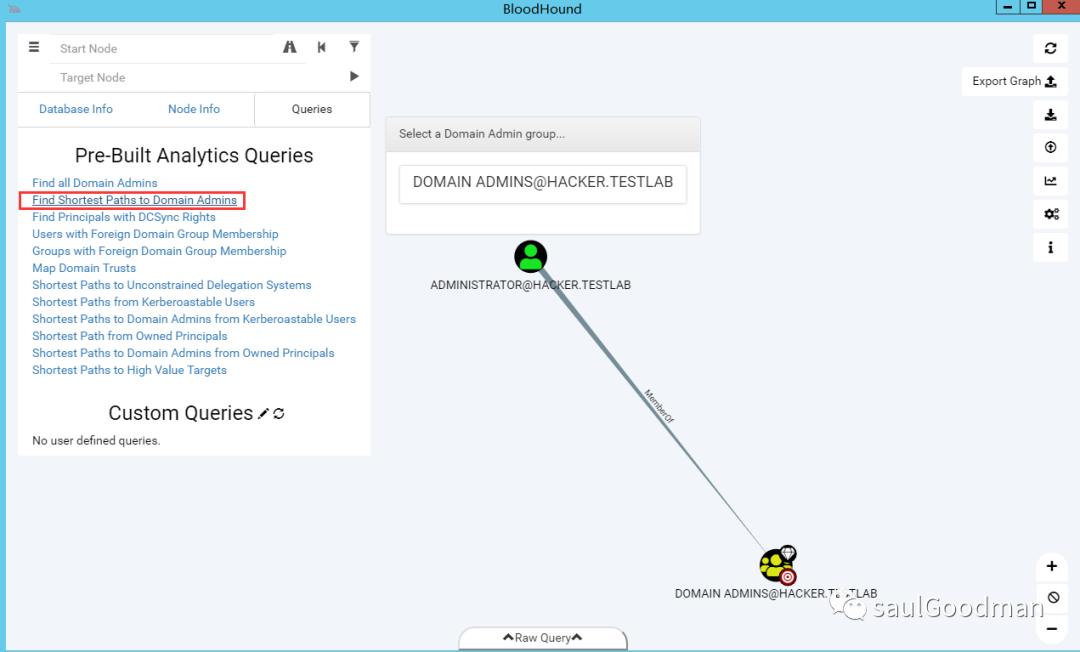 BloodHound
Start Node
Target Node
Export Graph
Database Info
Node Info
Queries
Select a Domain Admin group...
DOMAIN ADMINS@HACKER.TESTLAB
Pre-Built Analytics Queries
Find all Domain Admins
Find Shortest Paths to Domain Admins
Find Principals with DCSync Rights
Users with Foreign Domain Group Membership
Groups with Foreign Domain Group Membership
Map Domain Trusts
Shortest Paths to Unconstrained Delegation Systems
Shortest Paths from Kerberoastable Users
Shortest Paths to Domain Admins from Kerberoastable Users
Shortest Path from Owned Principals
Shortest Paths to Domain Admins from Owned Principals
Shortest Paths to High Value Targets
Custom Queries
No user defined queries.
ADMINISTRATOR@HACKER.TESTLAB
MemberOf
DOMAIN ADMINS@HACKER.TESTLAB
saulGoodman
Raw Query